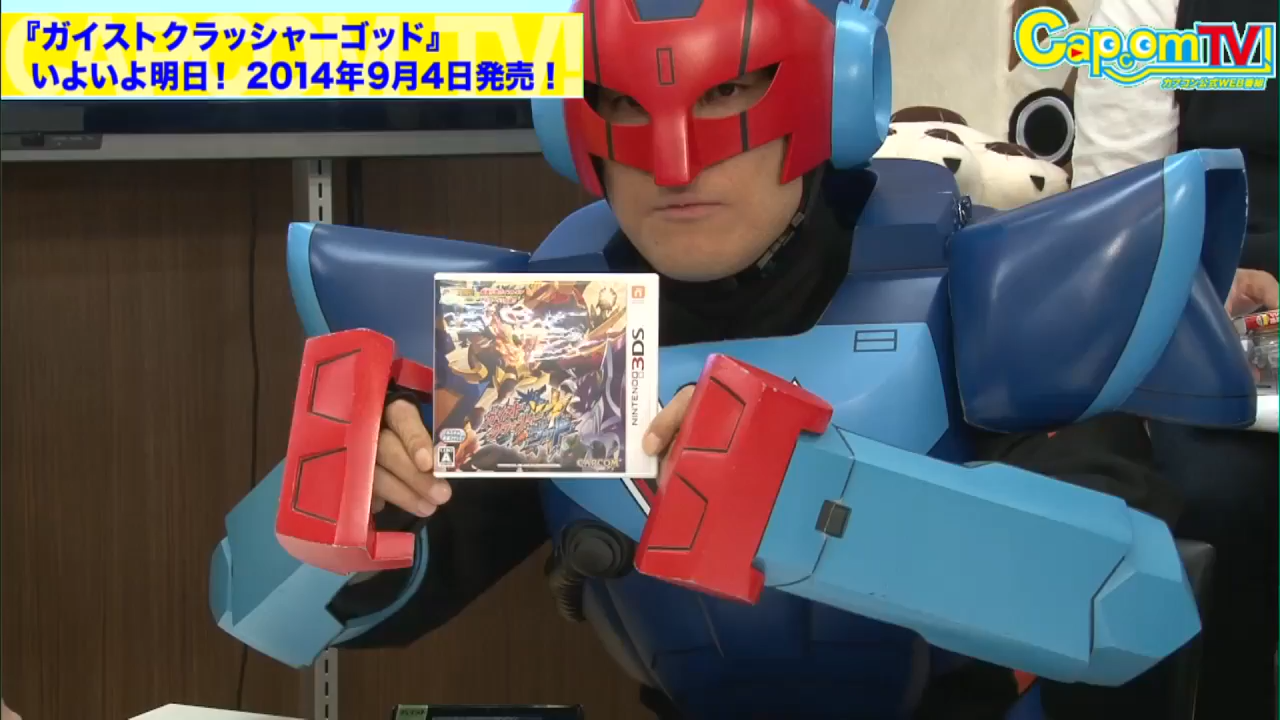 『ガイストクラッシャーゴッド』
いよいよ明日！ 2014年9月4日発売！
CapcomTV!
カプコン公式WEB番組
NINTENDO 3DS
CAPCOM
A